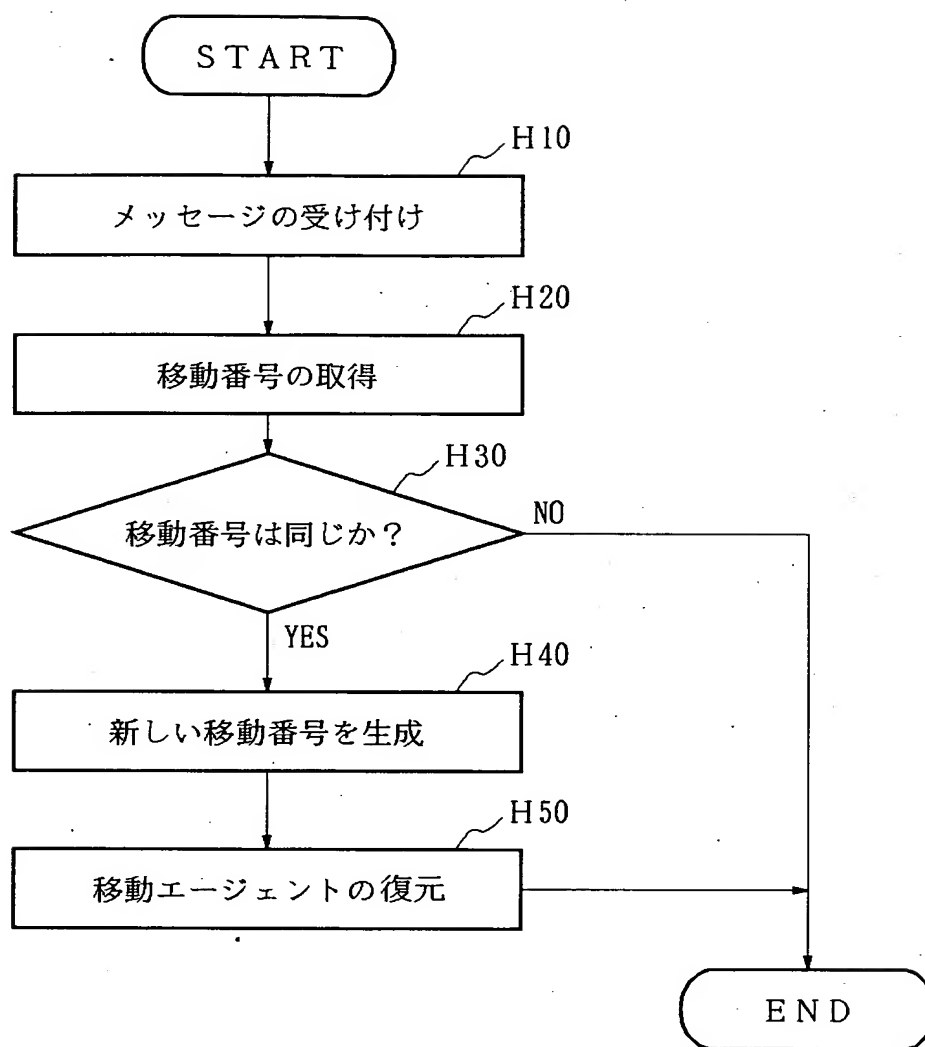 START
H10
メッセージの受け付け
H20
移動番号の取得
H30
移動番号は同じか？
NO
YES
H40
新しい移動番号を生成
H50
移動エージェントの復元
END